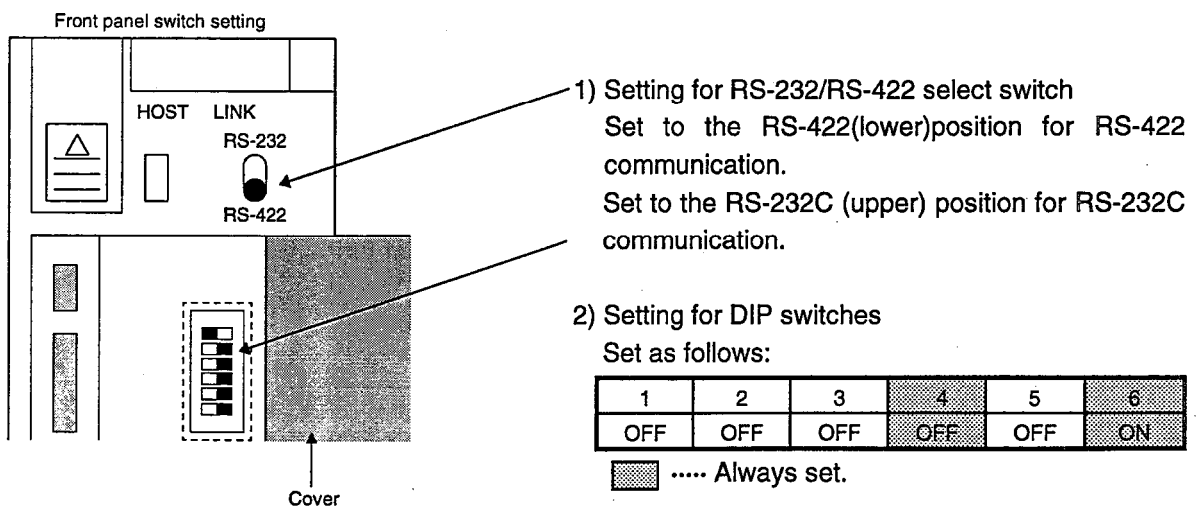 Front panel switch setting
HOST LINK
RS-232
RS-422
Cover
1) Setting for RS-232/RS-422 select switch
Set to the RS-422(lower)position for RS-422
communication.
Set to the RS-232C (upper) position for RS-232C
communication.
2) Setting for DIP switches
Set as follows:
1 2 3 4 5 6
OFF OFF OFF OFF OFF ON
····· Always set.